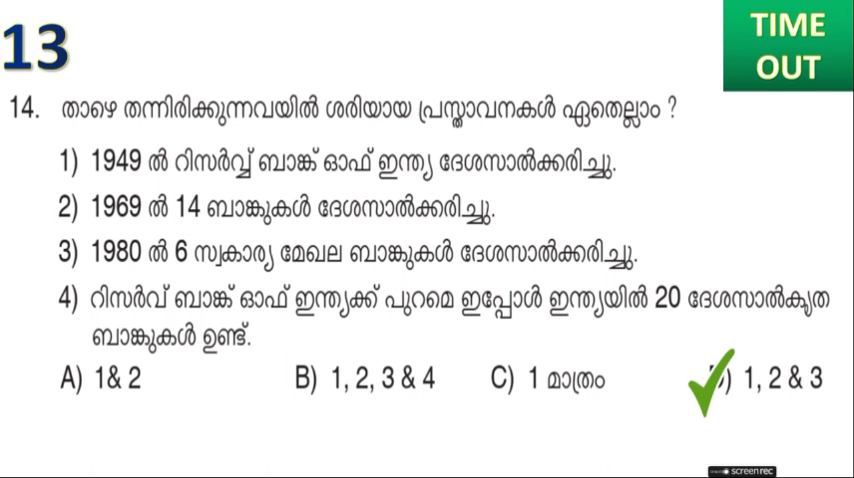 13
TIME
OUT
14. താഴെ തന്നിരിക്കുന്നവയിൽ ശരിയായ പ്രസ്താവനകൾ ഏതെല്ലാം ?
1) 1949 ൽ റിസർവ്വ് ബാങ്ക് ഓഫ് ഇന്ത്യ ദേശസാൽക്കരിച്ചു.
2) 1969 ൽ 14 ബാങ്കുകൾ ദേശസാൽക്കരിച്ചു.
3) 1980 ൽ 6 സ്വകാര്യ മേഖല ബാങ്കുകൾ ദേശസാൽക്കരിച്ചു.
4) റിസർവ് ബാങ്ക് ഓഫ് ഇന്ത്യക്ക് പുറമെ ഇപ്പോൾ ഇന്ത്യയിൽ 20 ദേശസാൽകൃത
ബാങ്കുകൾ ഉണ്ട്.
A) 1& 2 B) 1, 2, 3 & 4 C) 1 മാത്രം D) 1, 2 & 3
screenrec